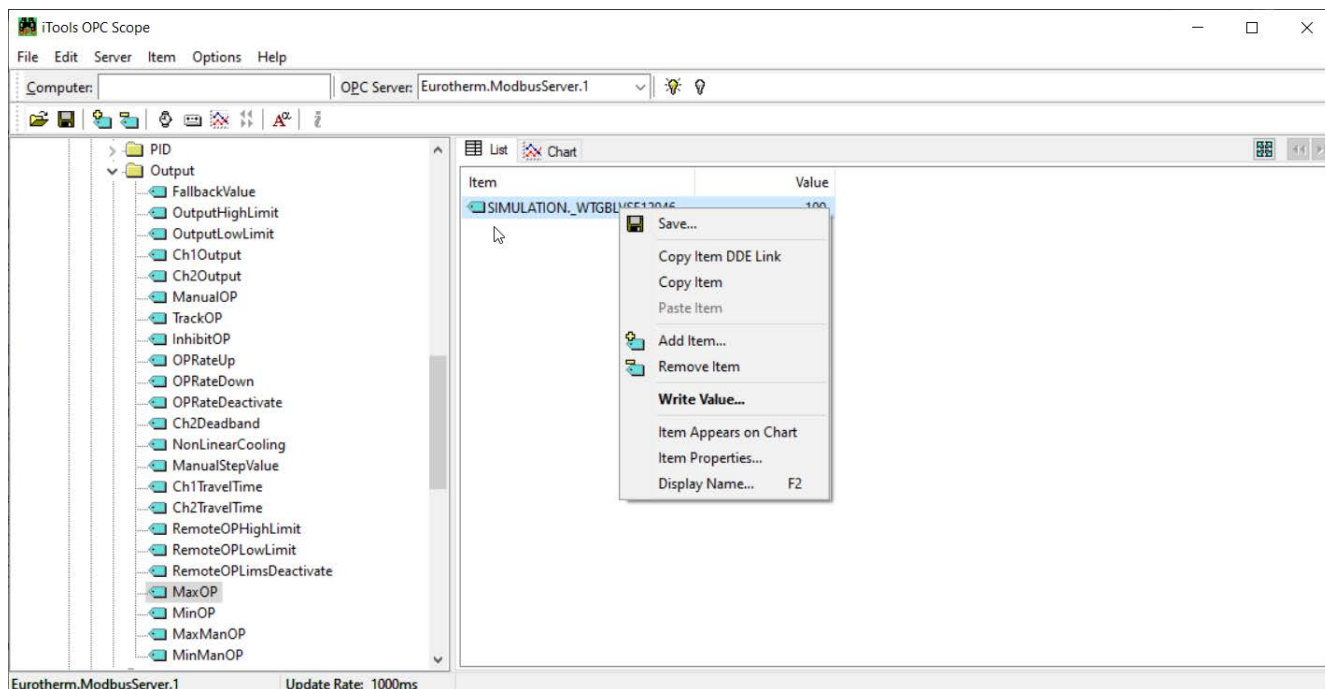 iTools OPC Scope
File Edit Server Item Options Help
Computer: OPC Server: Eurotherm.ModbusServer.1
PID
Output
FallbackValue
OutputHighLimit
OutputLowLimit
Ch1Output
Ch2Output
ManualOP
TrackOP
InhibitOP
OPRateUp
OPRateDown
OPRateDeactivate
Ch2Deadband
NonLinearCooling
ManualStepValue
Ch1TravelTime
Ch2TravelTime
RemoteOPHighLimit
RemoteOPLowLimit
RemoteOPLimsDeactivate
MaxOP
MinOP
MaxManOP
MinManOP
List Chart
Item Value
100
Save...
Copy Item DDE Link
Copy Item
Paste Item
Add Item...
Remove Item
Write Value...
Item Appears on Chart
Item Properties...
Display Name... F2
Eurotherm.ModbusServer.1 Update Rate: 1000ms